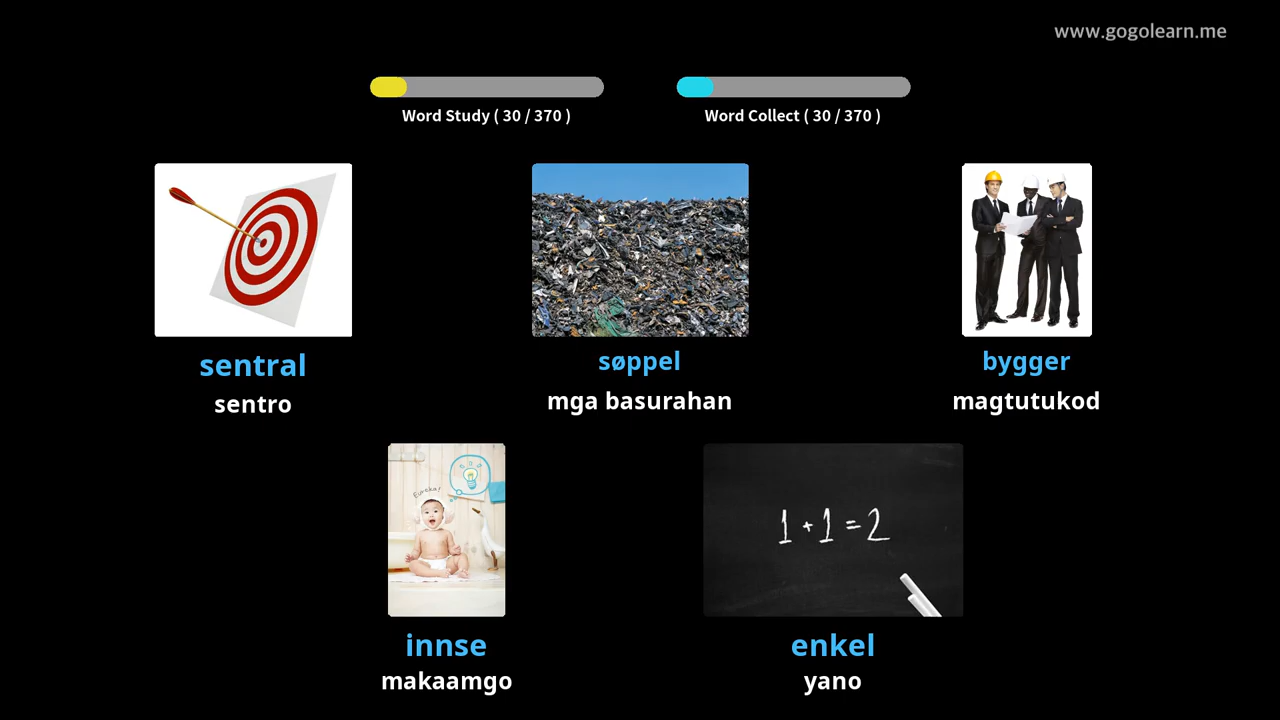 www.gogolearn.me
Word Study ( 30 / 370 )
Word Collect ( 30 / 370 )
sentral
sentro
søppel
mga basurahan
bygger
magtutukod
Eureka!
innse
makaamgo
1 + 1 = 2
enkel
yano